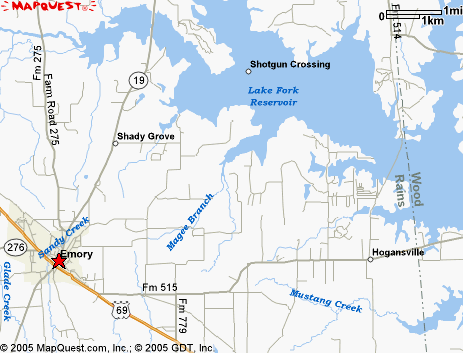 MAPQUEST
Fm 275
Farm Road 275
19
Shotgun Crossing
Lake Fork
Reservoir
Fm 514
1mi
1km
Shady Grove
Wood
Rains
Magee Branch
Sandy Creek
276
Emory
Glade Creek
Hogansville
Fm 515
69
Fm 779
Mustang Creek
© 2005 MapQuest.com, Inc.; © 2005 GDT, Inc.